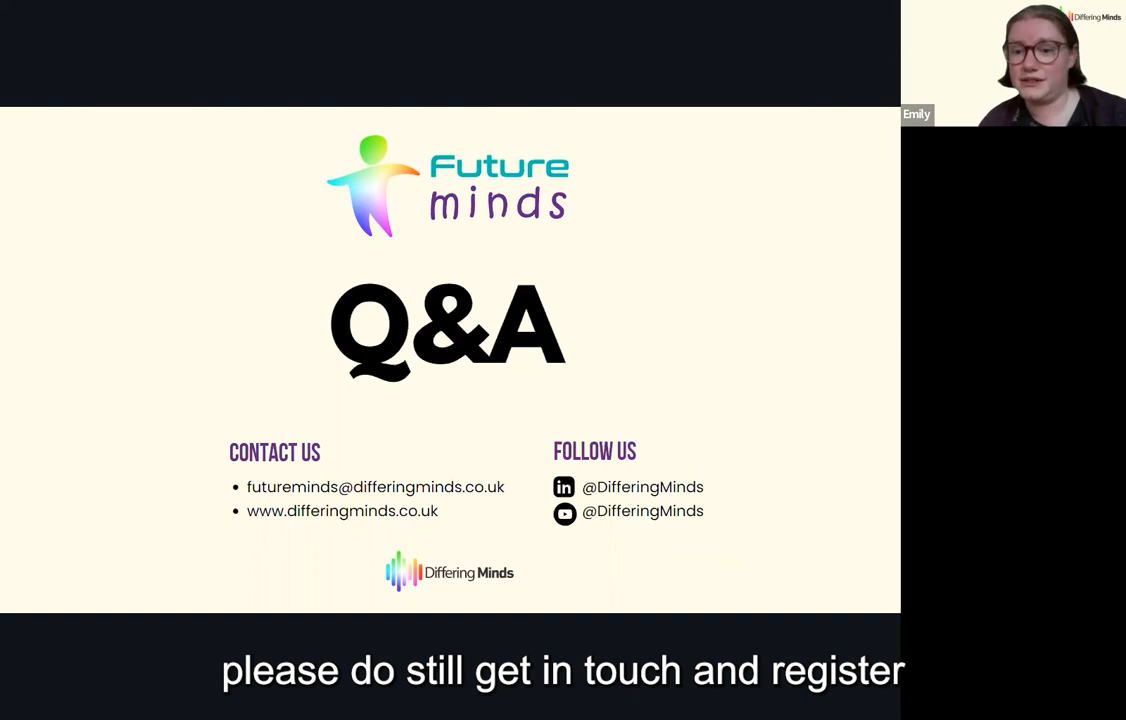 Differing Minds
Emily
Future
minds
Q&A
CONTACT US
• futureminds@differingminds.co.uk
• www.differingminds.co.uk
FOLLOW US
in @DifferingMinds
@DifferingMinds
Differing Minds
please do still get in touch and register